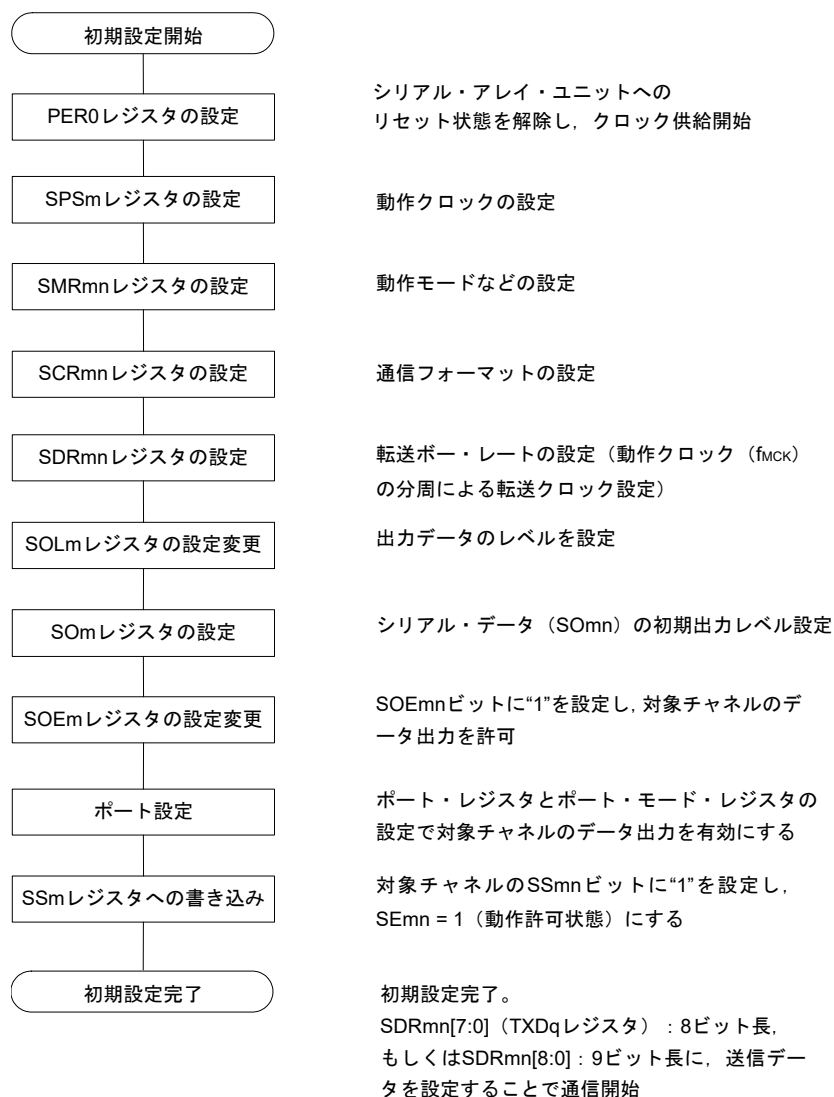 初期設定開始
PER0レジスタの設定
シリアル・アレイ・ユニットへの
リセット状態を解除し，クロック供給開始
SPSmレジスタの設定
動作クロックの設定
SMRmnレジスタの設定
動作モードなどの設定
SCRmnレジスタの設定
通信フォーマットの設定
SDRmnレジスタの設定
転送ボー・レートの設定（動作クロック（fMCK）
の分周による転送クロック設定）
SOLmレジスタの設定変更
出力データのレベルを設定
SOmレジスタの設定
シリアル・データ（SOmn）の初期出力レベル設定
SOEmレジスタの設定変更
SOEmnビットに“1”を設定し，対象チャネルのデ
ータ出力を許可
ポート設定
ポート・レジスタとポート・モード・レジスタの
設定で対象チャネルのデータ出力を有効にする
SSmレジスタへの書き込み
対象チャネルのSSmnビットに“1”を設定し，
SEmn = 1（動作許可状態）にする
初期設定完了
初期設定完了。
SDRmn[7:0]（TXDqレジスタ）：8ビット長，
もしくはSDRmn[8:0]：9ビット長に，送信デー
タを設定することで通信開始